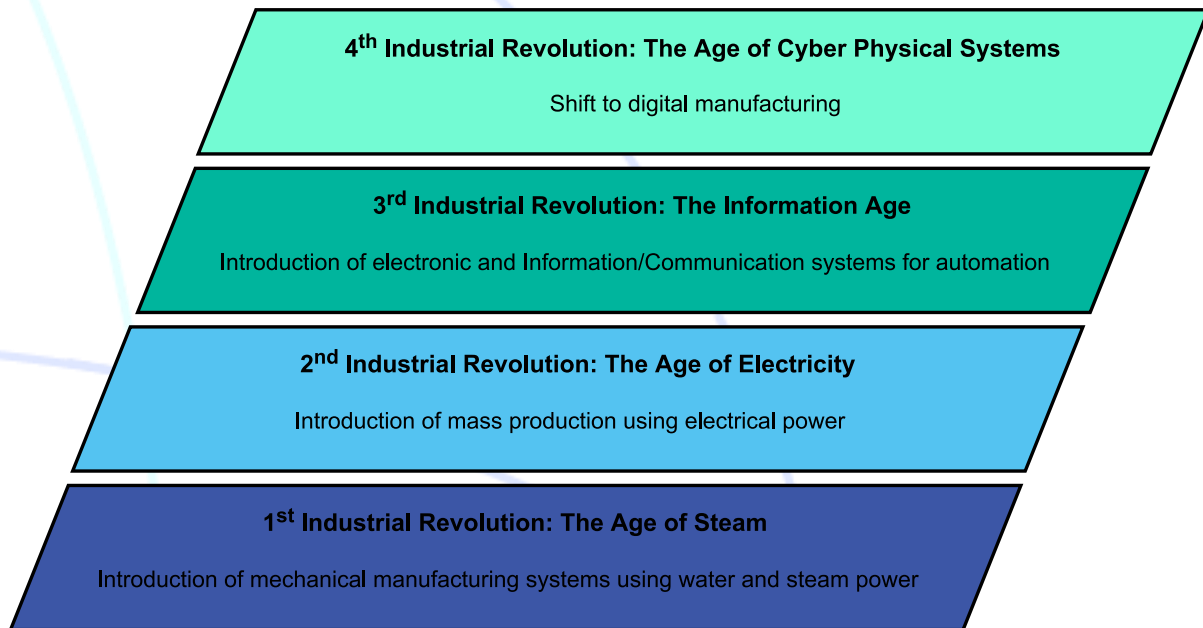 4th Industrial Revolution: The Age of Cyber Physical Systems
Shift to digital manufacturing
3rd Industrial Revolution: The Information Age
Introduction of electronic and Information/Communication systems for automation
2nd Industrial Revolution: The Age of Electricity
Introduction of mass production using electrical power
1st Industrial Revolution: The Age of Steam
Introduction of mechanical manufacturing systems using water and steam power